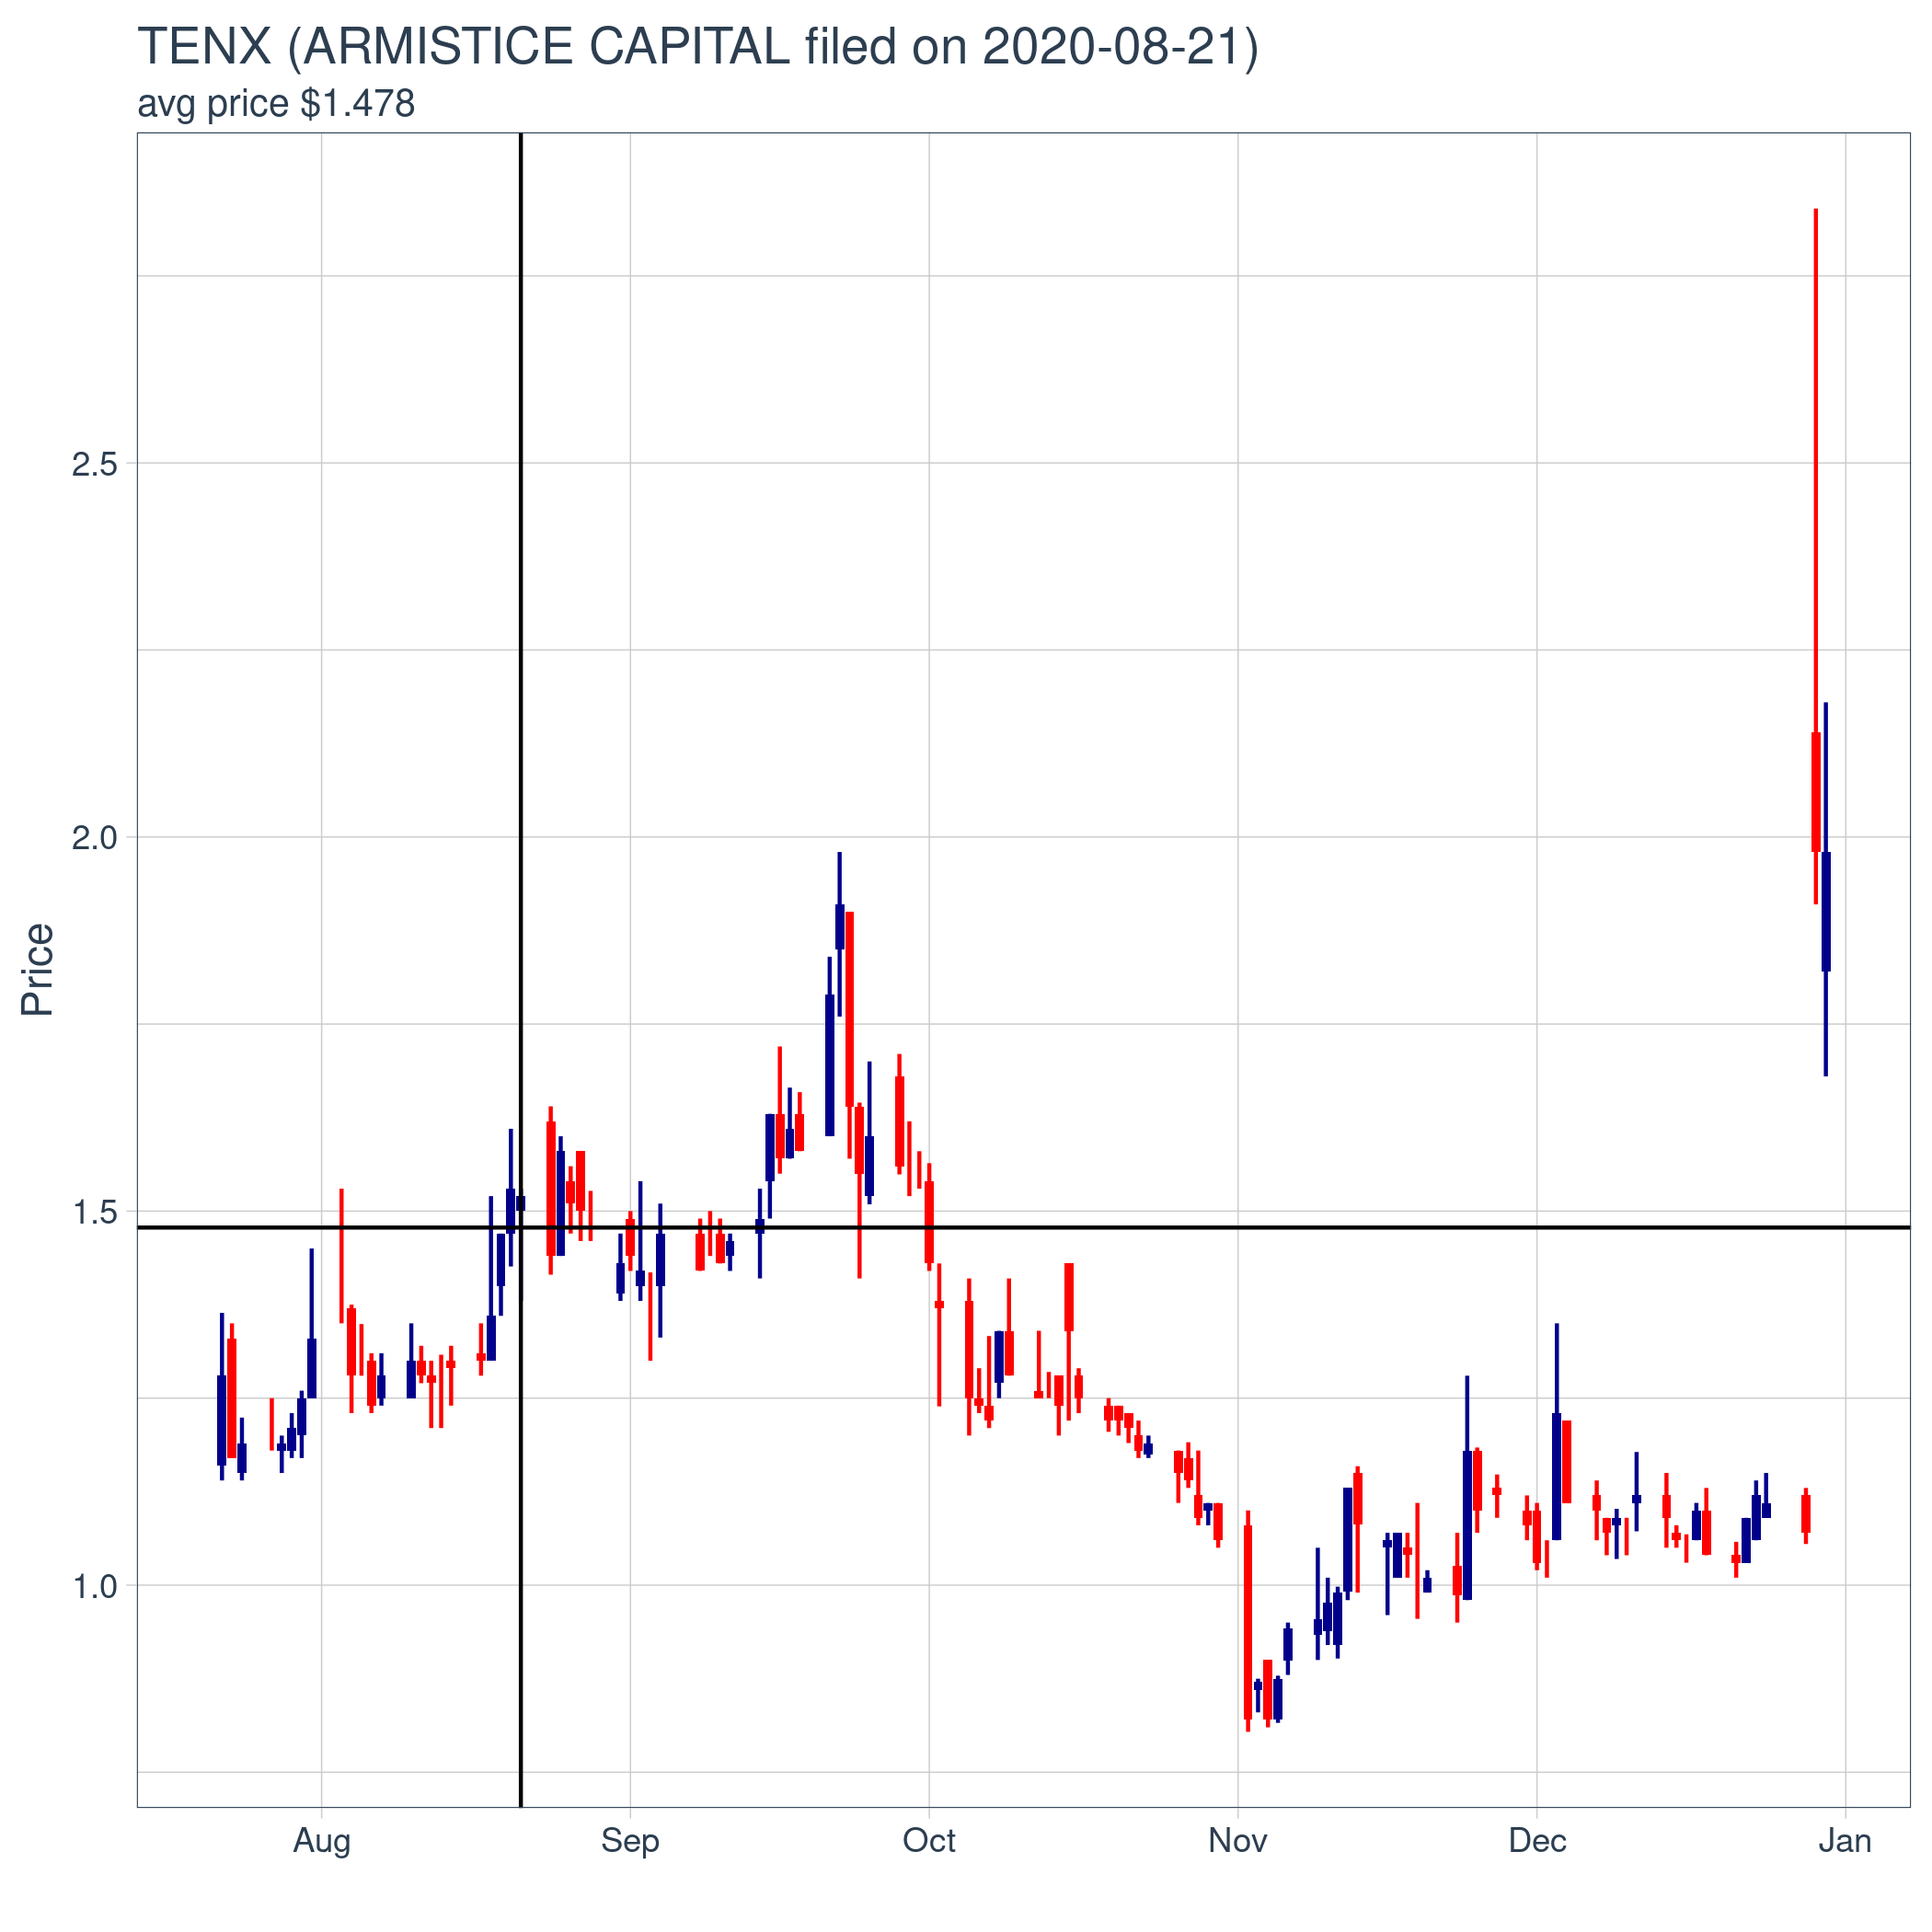 TENX (ARMISTICE CAPITAL filed on 2020-08-21)
avg price $1.478
Price
2.5
2.0
1.5
1.0
Aug Sep Oct Nov Dec Jan